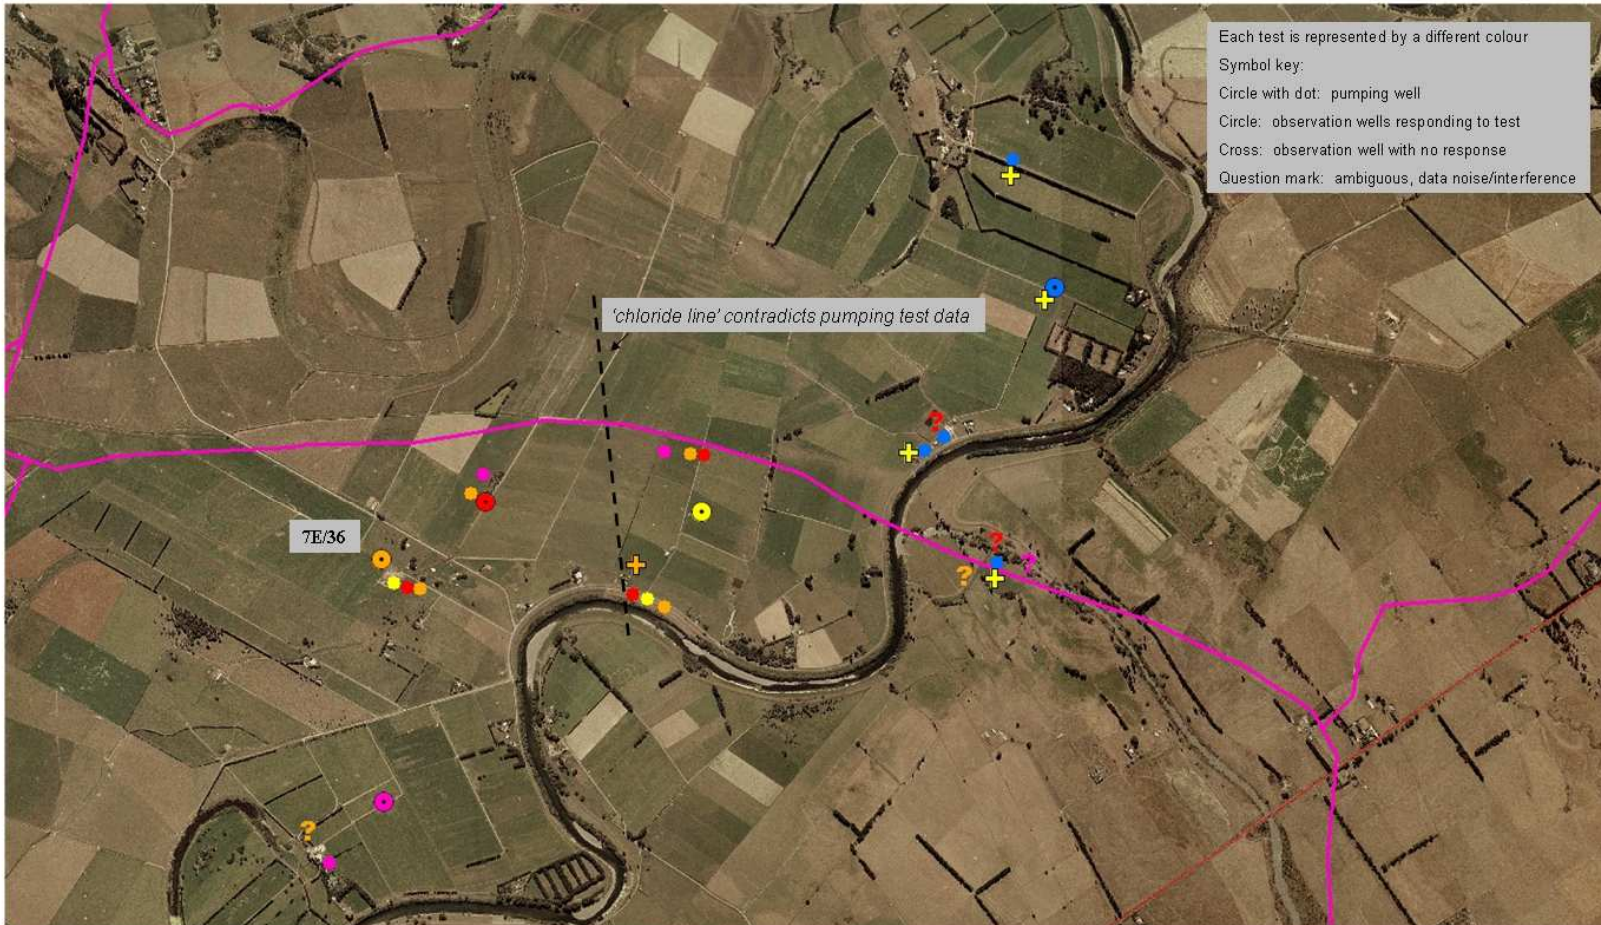 Each test is represented by a different colour
Symbol key:
Circle with dot: pumping well
Circle: observation wells responding to test
Cross: observation well with no response
Question mark: ambiguous, data noise/interference
'chloride line' contradicts pumping test data
?
7E/36
?
?
?
?